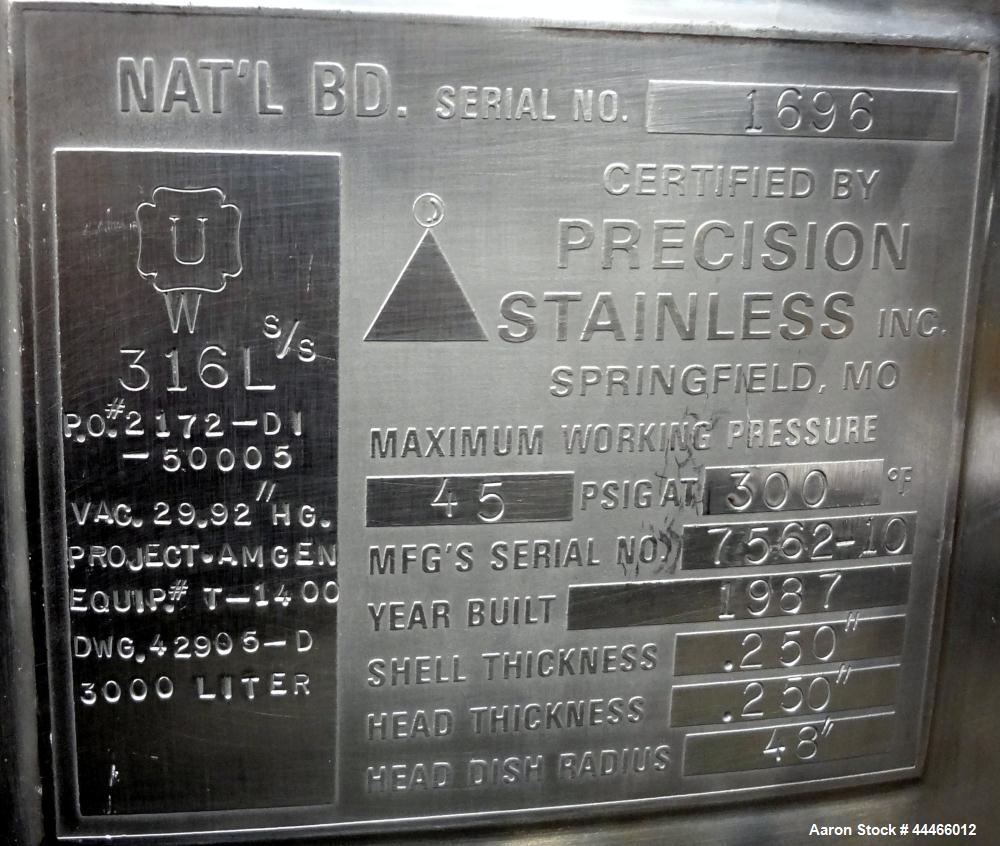 NAT'L BD. SERIAL NO. 1696
U
W
316L S/S
P.O.# 2172-D1
-50005
VAC. 29.92" HG.
PROJECT-AMGEN
EQUIP.# T-1400
DWG. 42905-D
3000 LITER
CERTIFIED BY
PRECISION
STAINLESS INC.
SPRINGFIELD, MO
MAXIMUM WORKING PRESSURE
45 PSIG AT 300 °F
MFG'S SERIAL NO. 7562-10
YEAR BUILT 1987
SHELL THICKNESS .250"
HEAD THICKNESS .250"
HEAD DISH RADIUS 48"
Aaron Stock # 44466012